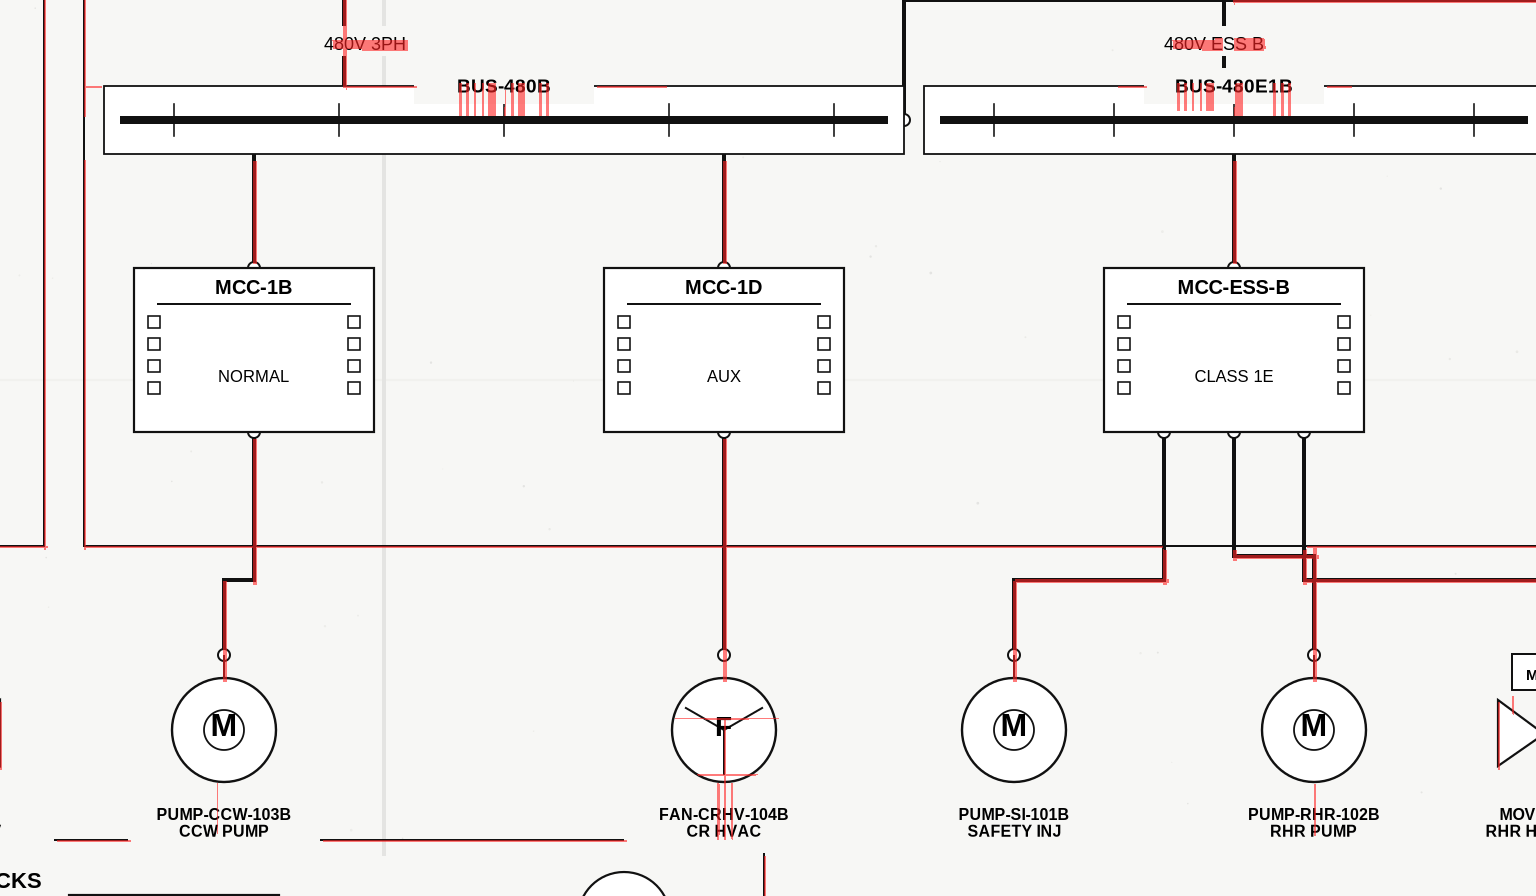 480V 3PH
480V ESS B
BUS-480B
BUS-480E1B
MCC-1B
NORMAL
MCC-1D
AUX
MCC-ESS-B
CLASS 1E
M
M
F
M
M
PUMP-CCW-103B
CCW PUMP
FAN-CRHV-104B
CR HVAC
PUMP-SI-101B
SAFETY INJ
PUMP-RHR-102B
RHR PUMP
MOV
RHR H
CKS